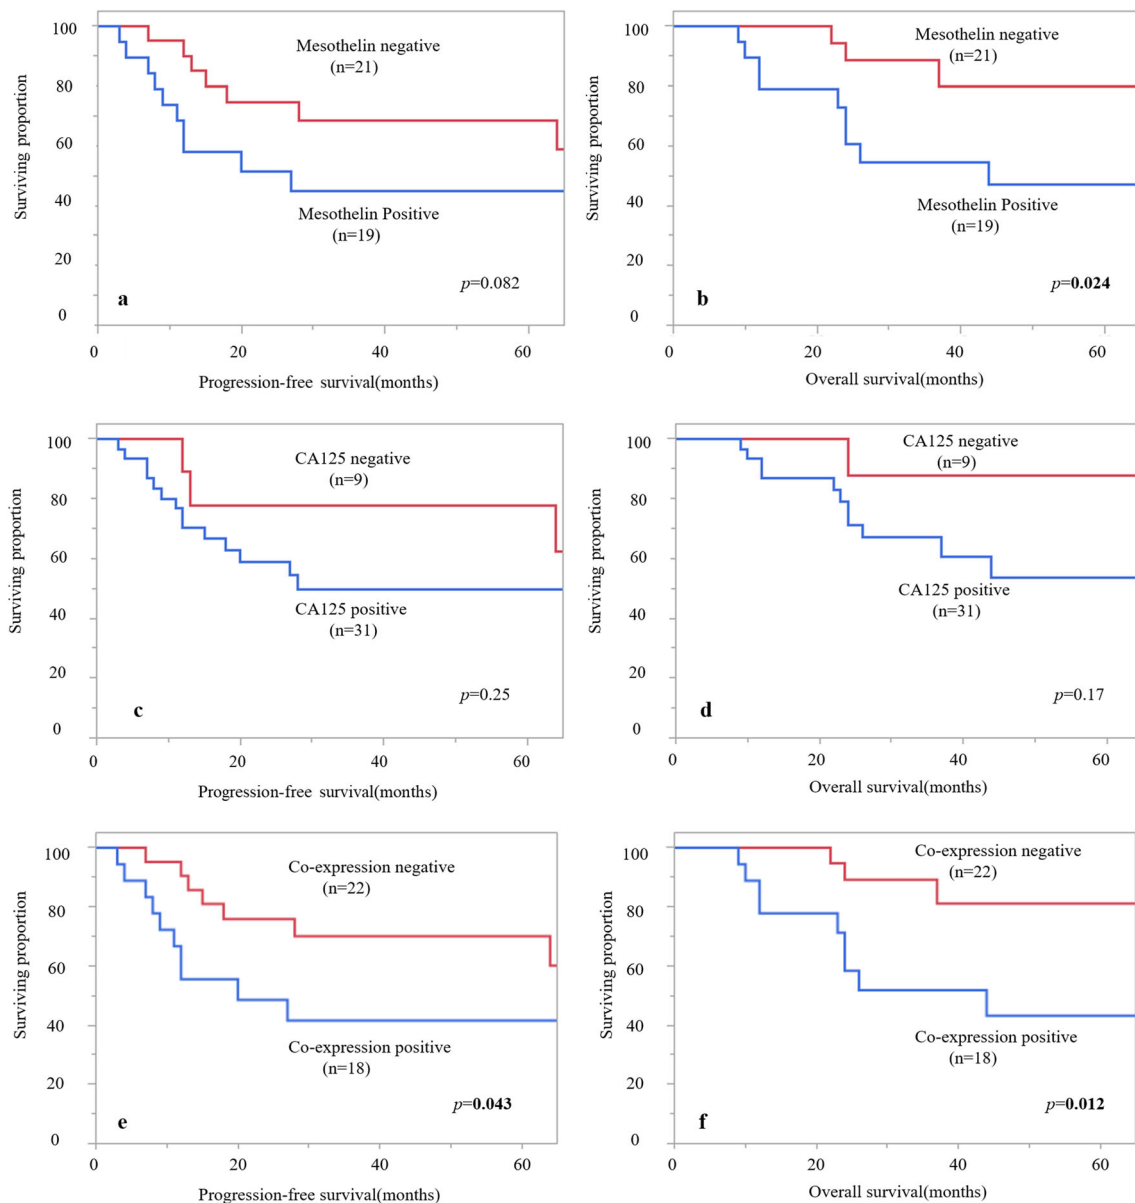 100
80
60
40
20
0
Surviving proportion
Mesothelin negative
(n=21)
Mesothelin Positive
(n=19)
p=0.082
a
0
20
40
60
Progression-free survival(months)
100
80
60
40
20
0
Surviving proportion
Mesothelin negative
(n=21)
Mesothelin Positive
(n=19)
p=0.024
b
0
20
40
60
Overall survival(months)
100
80
60
40
20
0
Surviving proportion
CA125 negative
(n=9)
CA125 positive
(n=31)
p=0.25
c
0
20
40
60
Progression-free survival(months)
100
80
60
40
20
0
Surviving proportion
CA125 negative
(n=9)
CA125 positive
(n=31)
p=0.17
d
0
20
40
60
Overall survival(months)
100
80
60
40
20
0
Surviving proportion
Co-expression negative
(n=22)
Co-expression positive
(n=18)
p=0.043
e
0
20
40
60
Progression-free survival(months)
100
80
60
40
20
0
Surviving proportion
Co-expression negative
(n=22)
Co-expression positive
(n=18)
p=0.012
f
0
20
40
60
Overall survival(months)